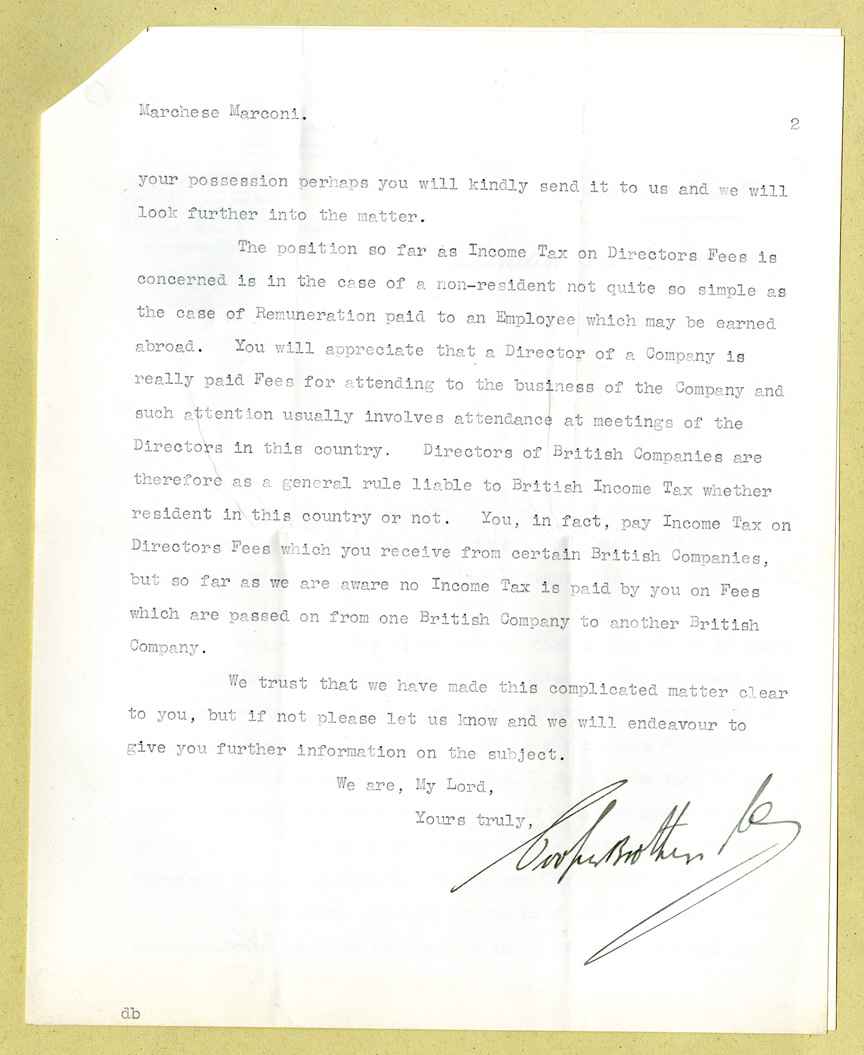 Marchese Marconi.
2
your possession perhaps you will kindly send it to us and we will
look further into the matter.
The position so far as Income Tax on Directors Fees is
concerned is in the case of a non-resident not quite so simple as
the case of Remuneration paid to an Employee which may be earned
abroad. You will appreciate that a Director of a Company is
really paid Fees for attending to the business of the Company and
such attention usually involves attendance at meetings of the
Directors in this country. Directors of British Companies are
therefore as a general rule liable to British Income Tax whether
resident in this country or not. You, in fact, pay Income Tax on
Directors Fees which you receive from certain British Companies,
but so far as we are aware no Income Tax is paid by you on Fees
which are passed on from one British Company to another British
Company.
We trust that we have made this complicated matter clear
to you, but if not please let us know and we will endeavour to
give you further information on the subject.
We are, My Lord,
Yours truly,
Cooper Brothers &Co
db